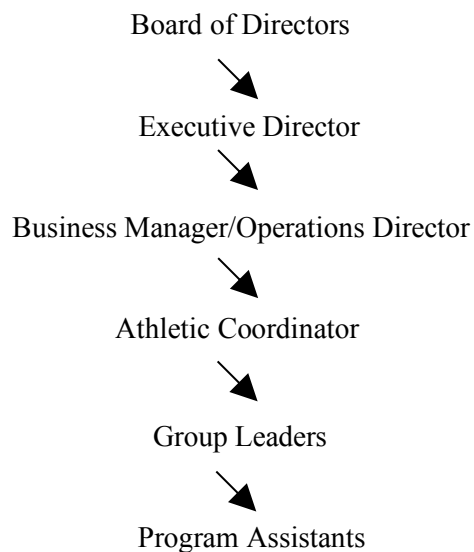 Board of Directors
Executive Director
Business Manager/Operations Director
Athletic Coordinator
Group Leaders
Program Assistants